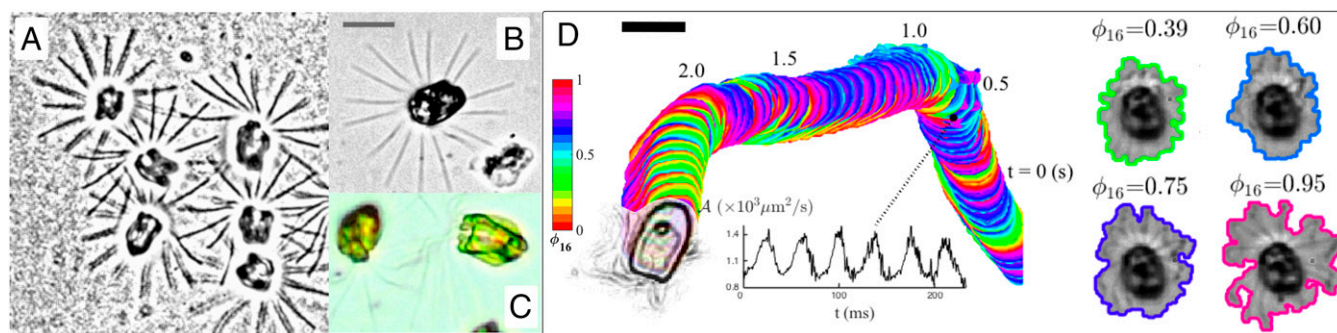 A
B
C
D
1
0.5
0
ϕ₁₆
2.0
1.5
1.0
0.5
t = 0 (s)
𝒜 (×10³μm²/s)
1.4
1.1
0.8
0
100
200
t (ms)
ϕ₁₆=0.39
ϕ₁₆=0.60
ϕ₁₆=0.75
ϕ₁₆=0.95